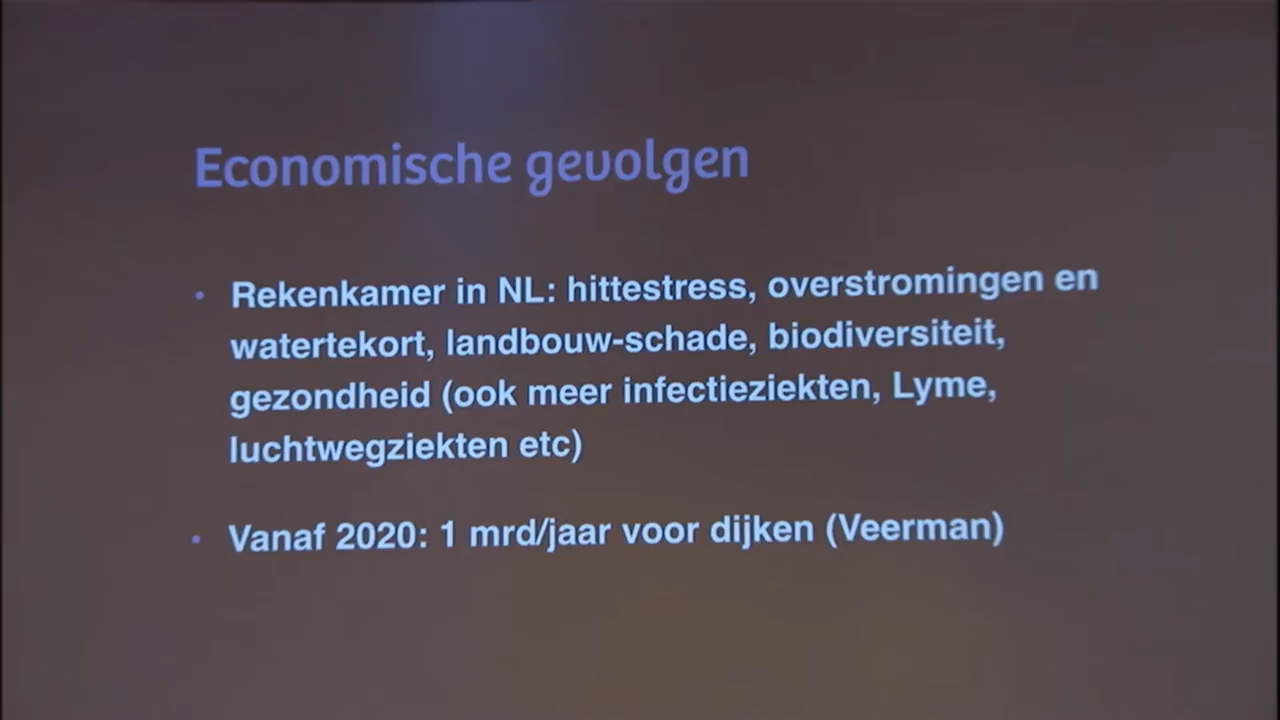 Economische gevolgen
• Rekenkamer in NL: hittestress, overstromingen en
watertekort, landbouw-schade, biodiversiteit,
gezondheid (ook meer infectieziekten, Lyme,
luchtwegziekten etc)
• Vanaf 2020: 1 mrd/jaar voor dijken (Veerman)